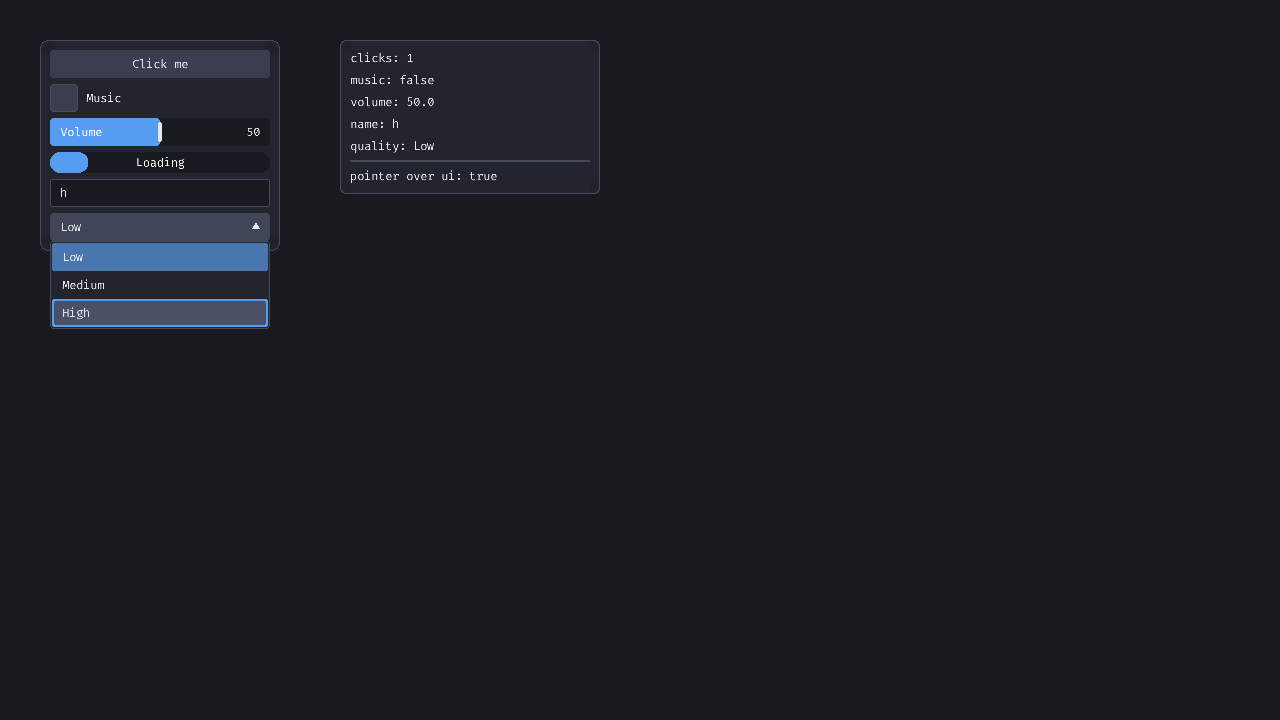 Click me
Music
Volume 50
Loading
h
Low
Low
Medium
High
clicks: 1
music: false
volume: 50.0
name: h
quality: Low
pointer over ui: true